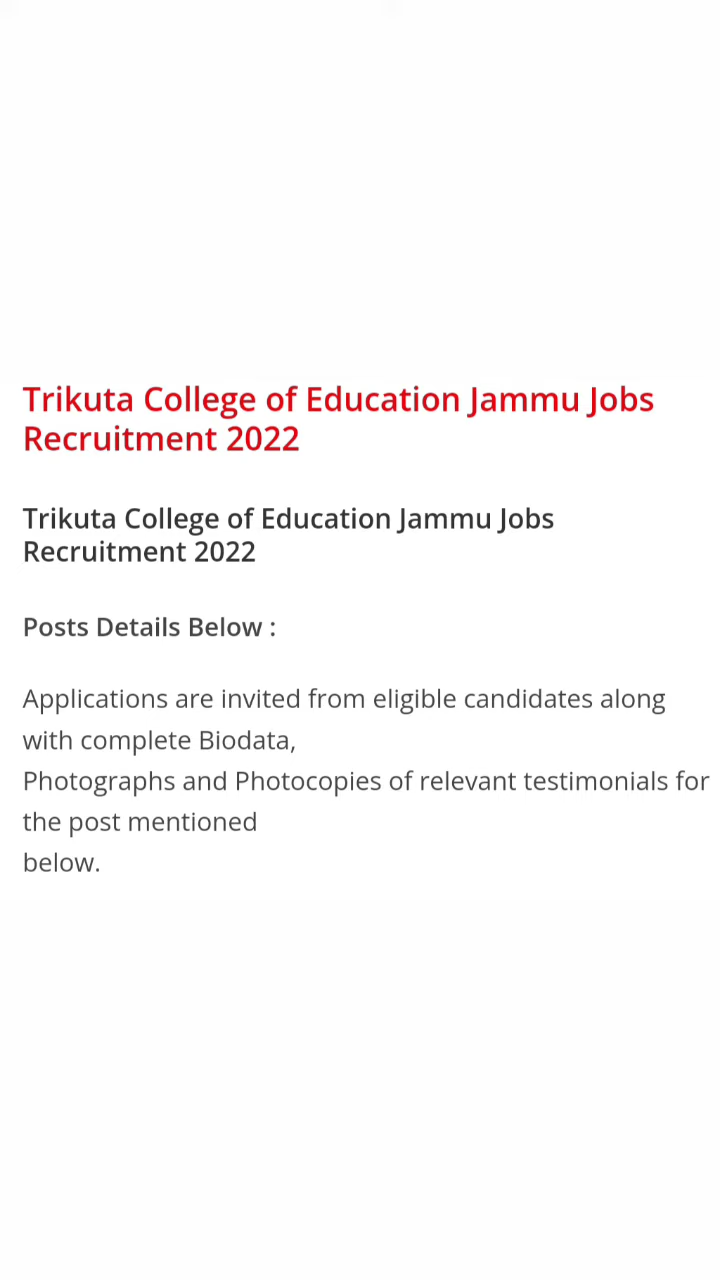 Trikuta College of Education Jammu Jobs
Recruitment 2022
Trikuta College of Education Jammu Jobs
Recruitment 2022
Posts Details Below :
Applications are invited from eligible candidates along
with complete Biodata,
Photographs and Photocopies of relevant testimonials for
the post mentioned
below.